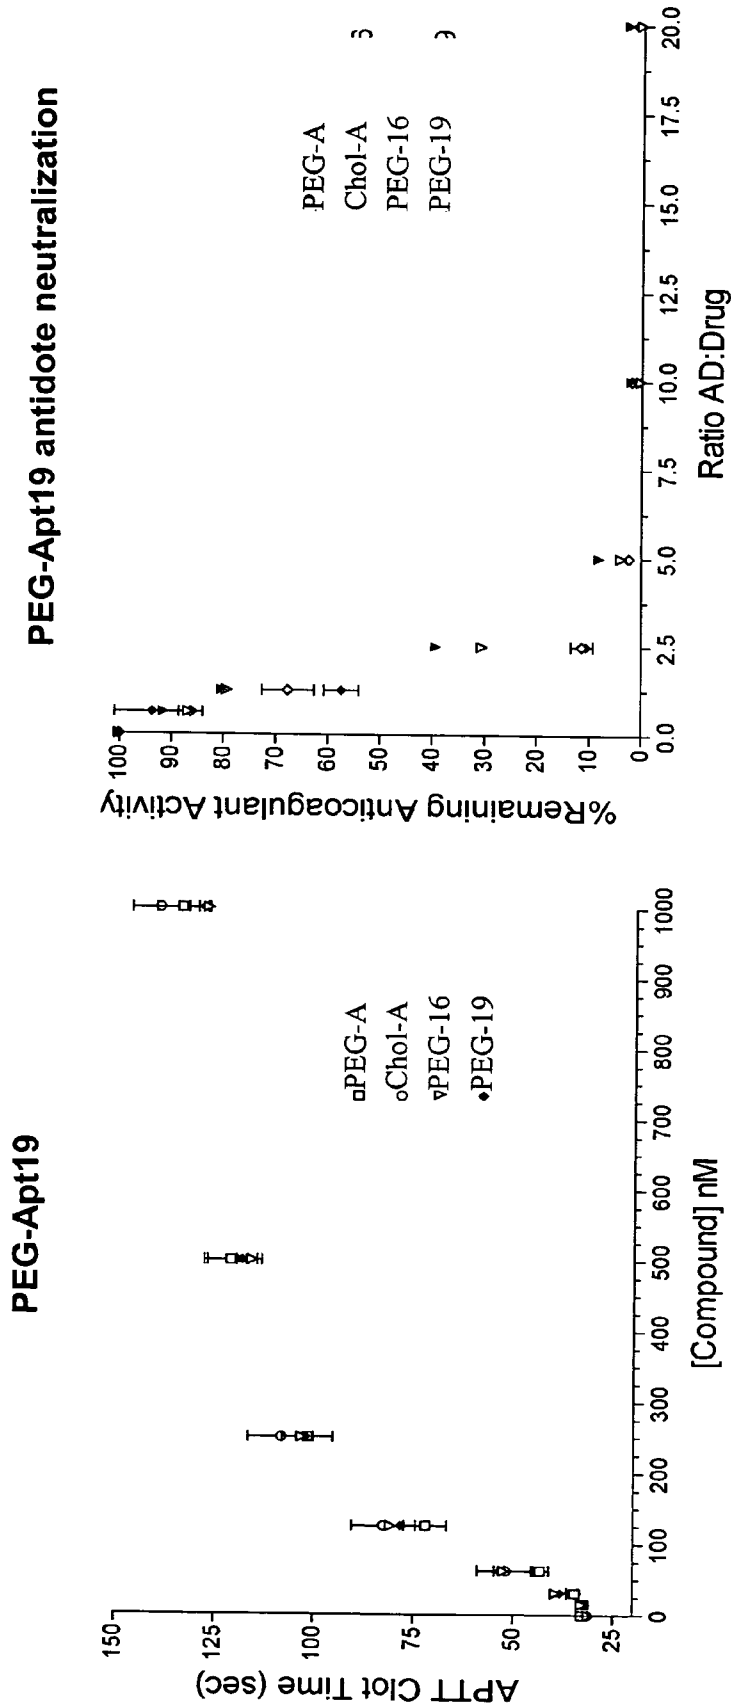 PEG-Apt19
APTT Clot Time (sec)
150
125
100
75
50
25
0
100
200
300
400
500
600
700
800
900
1000
[Compound] nM
PEG-A
Chol-A
PEG-16
PEG-19
PEG-Apt19 antidote neutralization
%Remaining Anticoagulant Activity
100
90
80
70
60
50
40
30
20
10
0
0.0
2.5
5.0
7.5
10.0
12.5
15.0
17.5
20.0
Ratio AD:Drug
PEG-A
Chol-A
PEG-16
PEG-19